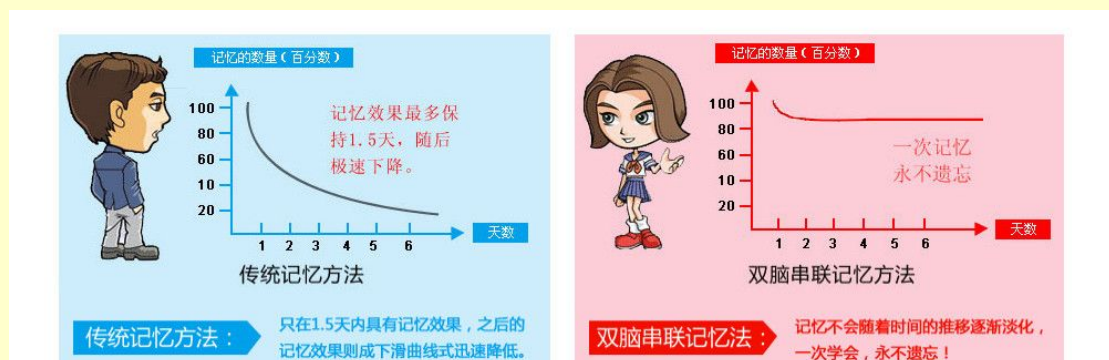 记忆的数量（百分数）
100
80
60
10
20
记忆效果最多保
持1.5天，随后
极速下降。
1 2 3 4 5 6
天数
传统记忆方法
传统记忆方法：
只在1.5天内具有记忆效果，之后的
记忆效果则成下滑曲线式迅速降低。
记忆的数量（百分数）
100
80
60
10
20
一次记忆
永不遗忘
1 2 3 4 5 6
天数
双脑串联记忆方法
双脑串联记忆法：
记忆不会随着时间的推移逐渐淡化，
一次学会，永不遗忘！